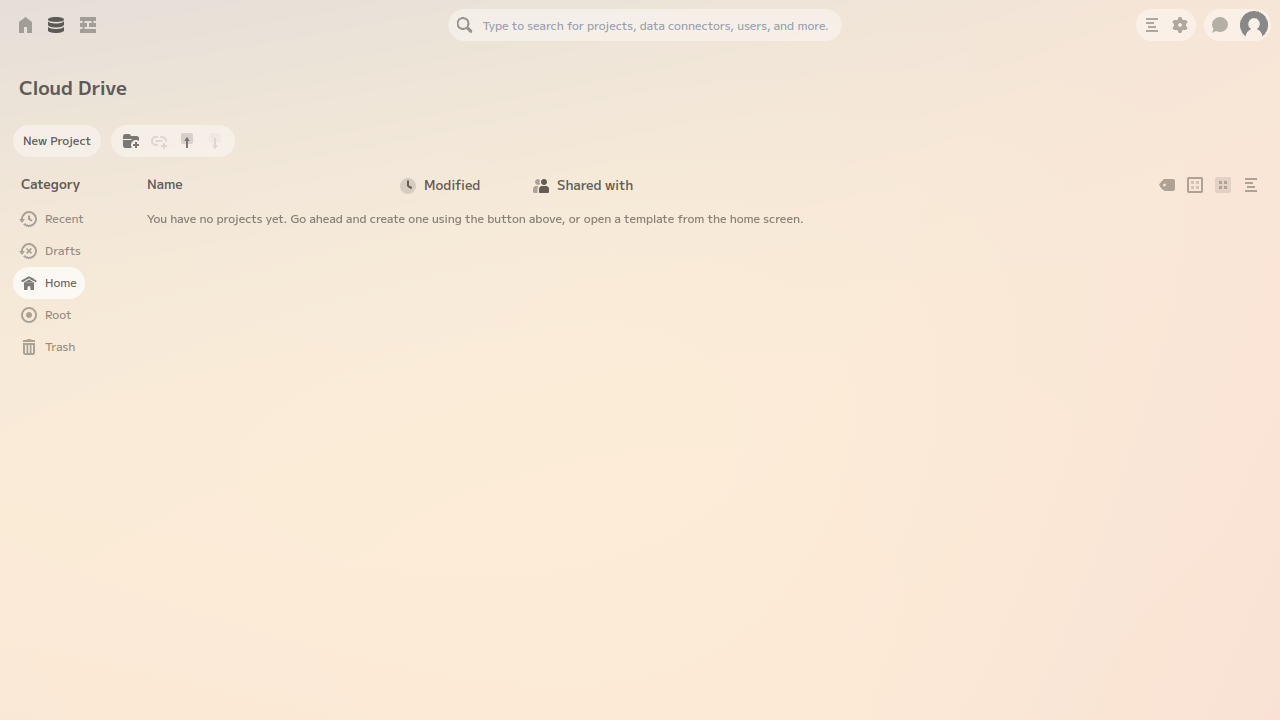 Type to search for projects, data connectors, users, and more.
Cloud Drive
New Project
Category
Name
Modified
Shared with
Recent
You have no projects yet. Go ahead and create one using the button above, or open a template from the home screen.
Drafts
Home
Root
Trash